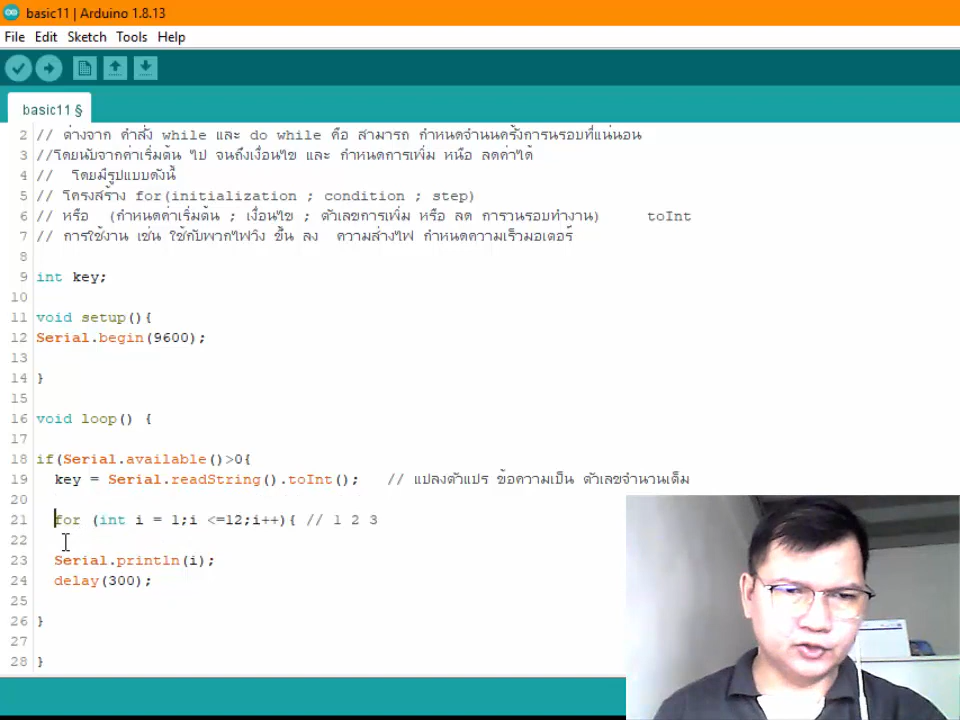 basic11 | Arduino 1.8.13
File Edit Sketch Tools Help
basic11 §
2 // ต่างจาก คำสั่ง while และ do while คือ สามารถ กำหนดจำนนครั้งการนรอบที่แน่นอน
3 //โดยนับจากค่าเริ่มต้น ไป จนถึงเงื่อนไข และ กำหนดการเพิ่ม หนือ ลดค่าได้
4 // โดยมีรูปแบบดังนี้
5 // โครงสร้าง for(initialization ; condition ; step)
6 // หรือ (กำหนดค่าเริ่มต้น ; เงื่อนไข ; ตัวเลขการเพิ่ม หรือ ลด การวนรอบทำงาน) toInt
7 // การใช้งาน เช่น ใช้กับพวกไฟวิง ขึ้น ลง ความส่างไฟ กำหนดความเร็วมอเตอร์
8
9 int key;
10
11 void setup(){
12 Serial.begin(9600);
13
14 }
15
16 void loop() {
17
18 if(Serial.available()>0{
19 key = Serial.readString().toInt(); // แปลงตัวแปร ข้อความเป็น ตัวเลขจำนานเต็ม
20
21 for (int i = 1;i <=12;i++){ // 1 2 3
22
23 Serial.println(i);
24 delay(300);
25
26 }
27
28 }